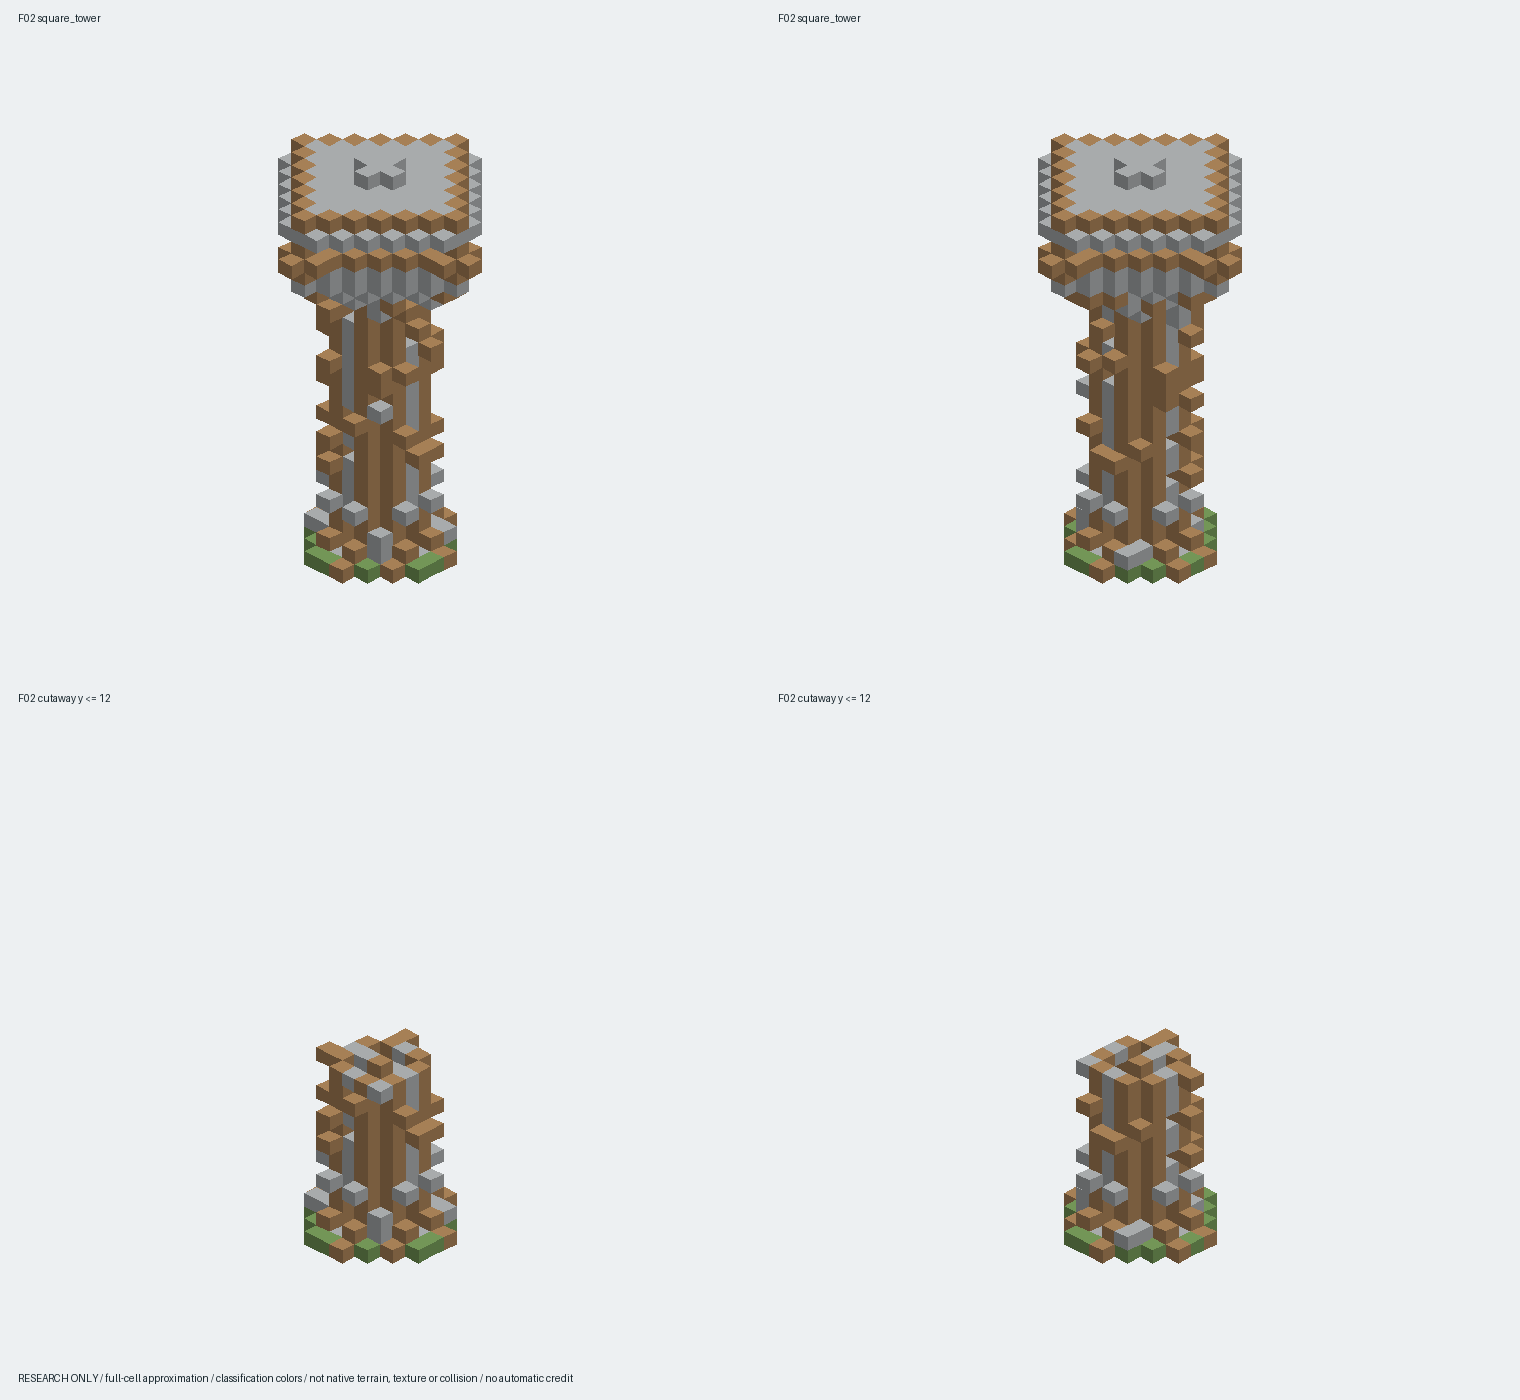 F02 square_tower
F02 square_tower
F02 cutaway y <= 12
F02 cutaway y <= 12
RESEARCH ONLY / full-cell approximation / classification colors / not native terrain, texture or collision / no automatic credit